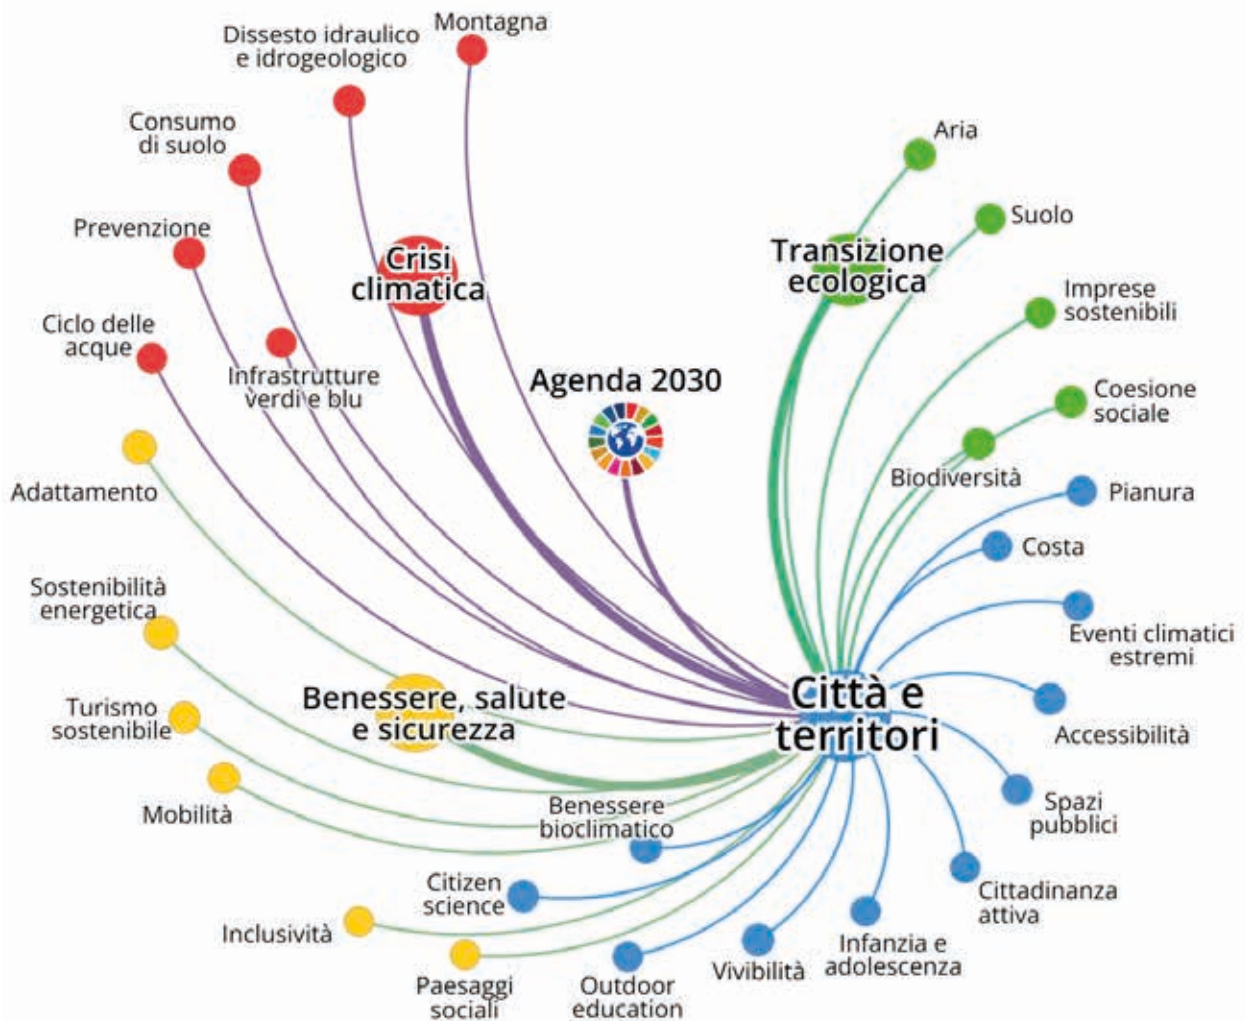 Montagna
Dissesto idraulico
e idrogeologico
Consumo
di suolo
Prevenzione
Ciclo delle
acque
Infrastrutture
verdi e blu
Crisi
climatica
Agenda 2030
Transizione
ecologica
Aria
Suolo
Imprese
sostenibili
Coesione
sociale
Biodiversità
Pianura
Costa
Eventi climatici
estremi
Accessibilità
Spazi
pubblici
Cittadinanza
attiva
Infanzia e
adolescenza
Vivibilità
Outdoor
education
Città e
territori
Adattamento
Sostenibilità
energetica
Benessere, salute
e sicurezza
Turismo
sostenibile
Mobilità
Benessere
bioclimatico
Citizen
science
Inclusività
Paesaggi
sociali